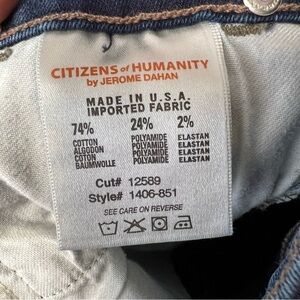 CITIZENS of HUMANITY
by JEROME DAHAN
MADE IN U.S.A.
IMPORTED FABRIC
74% 24% 2%
COTTON POLYAMIDE ELASTAN
ALGODON POLYAMIDE ELASTAN
COTON POLYAMIDE ELASTAN
BAUMWOLLE POLYAMIDE ELASTAN
Cut# 12589
Style# 1406-851
SEE CARE ON REVERSE